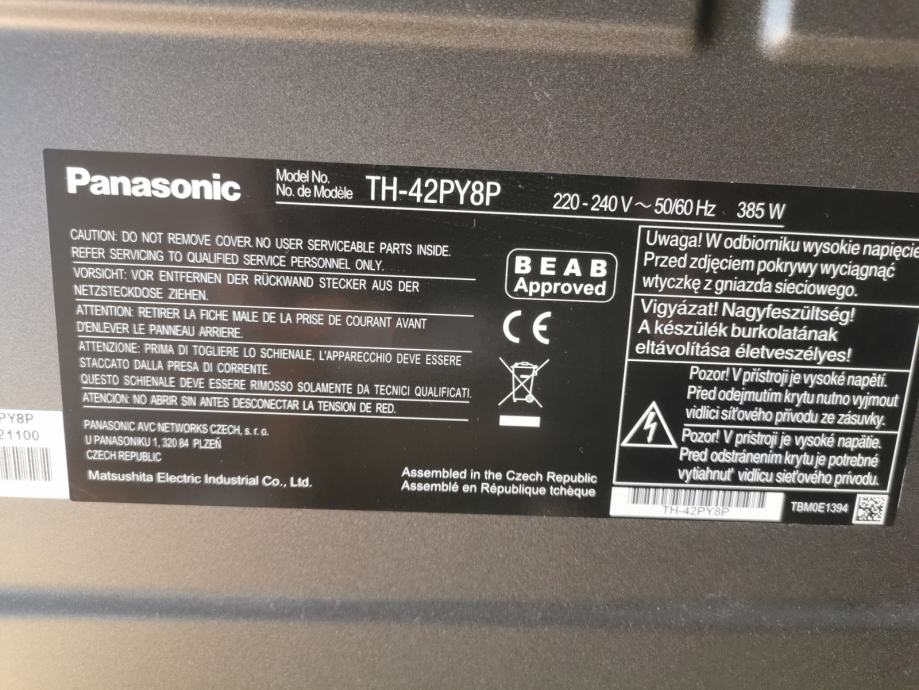 Panasonic
Model No.
No. de Modèle
TH-42PY8P
220 - 240 V ~ 50/60 Hz 385 W
CAUTION: DO NOT REMOVE COVER. NO USER SERVICEABLE PARTS INSIDE.
REFER SERVICING TO QUALIFIED SERVICE PERSONNEL ONLY.
VORSICHT: VOR ENTFERNEN DER RÜCKWAND STECKER AUS DER
NETZSTECKDOSE ZIEHEN.
ATTENTION: RETIRER LA FICHE MALE DE LA PRISE DE COURANT AVANT
D'ENLEVER LE PANNEAU ARRIERE.
ATTENZIONE: PRIMA DI TOGLIERE LO SCHIENALE, L'APPARECCHIO DEVE ESSERE
STACCATO DALLA PRESA DI CORRENTE.
QUESTO SCHIENALE DEVE ESSERE RIMOSSO SOLAMENTE DA TECNICI QUALIFICATI.
ATENCION: NO ABRIR SIN ANTES DESCONECTAR LA TENSION DE RED.
PANASONIC AVC NETWORKS CZECH, s. r. o.
U PANASONIKU 1, 320 84 PLZEŇ
CZECH REPUBLIC
Matsushita Electric Industrial Co., Ltd.
BEAB
Approved
CE
Assembled in the Czech Republic
Assemblé en République tchèque
Uwaga! W odbiorniku wysokie napięcie
Przed zdjęciem pokrywy wyciągnąć
wtyczkę z gniazda sieciowego.
Vigyázat! Nagyfeszültség!
A készülék burkolatának
eltávolítása életveszélyes!
Pozor! V přístroji je vysoké napětí.
Před odejmutím krytu nutno vyjmout
vidlici síťového přívodu ze zásuvky.
Pozor! V prístroji je vysoké napätie.
Pred odstránením krytu je potrebné
vytiahnuť vidlicu sieťového prívodu.
TH-42PY8P
TBM0E1394
PY8P
21100